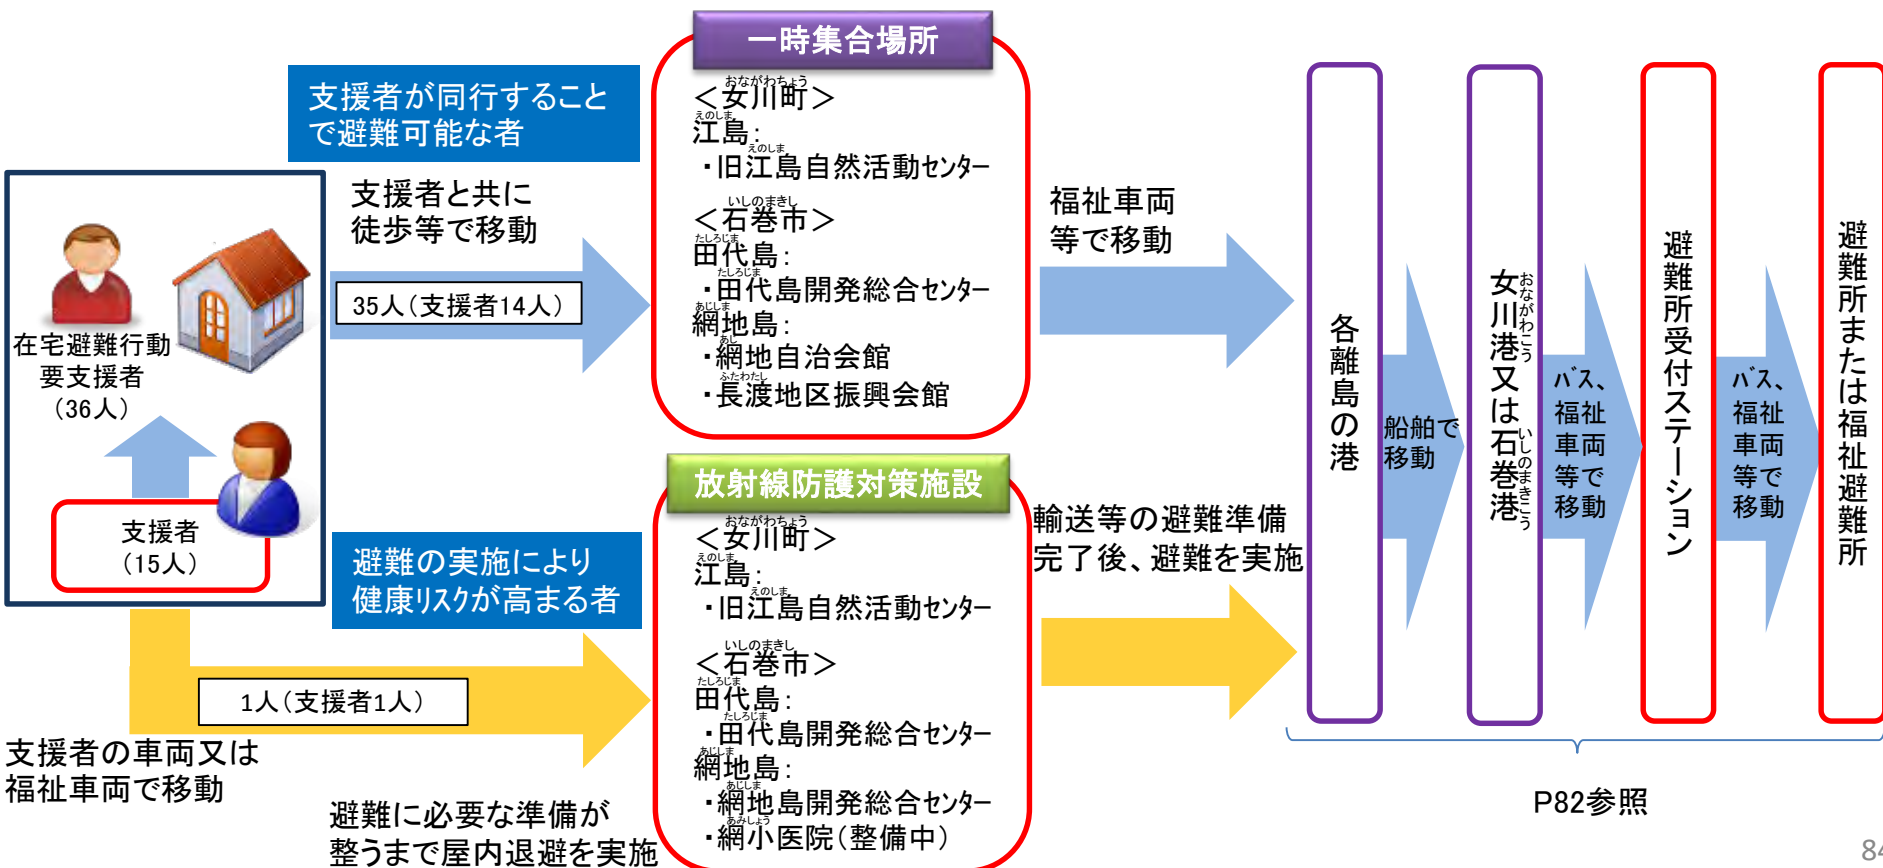 支援者が同行すること
で避難可能な者
支援者と共に
徒歩等で移動
35人(支援者14人)
在宅避難行動
要支援者
(36人)
支援者
(15人)
避難の実施により
健康リスクが高まる者
1人(支援者1人)
支援者の車両又は
福祉車両で移動
避難に必要な準備が
整うまで屋内退避を実施
一時集合場所
おながわちょう
＜女川町＞
えのしま
江島:
えのしま
・旧江島自然活動センター
いしのまきし
＜石巻市＞
たしろじま
田代島:
たしろじま
・田代島開発総合センター
あじしま
網地島:
あじ
・網地自治会館
ふたわたし
・長渡地区振興会館
放射線防護対策施設
おながわちょう
＜女川町＞
えのしま
江島:
えのしま
・旧江島自然活動センター
いしのまきし
＜石巻市＞
たしろじま
田代島:
たしろじま
・田代島開発総合センター
あじしま
網地島:
あじしま
・網地島開発総合センター
あみしょう
・網小医院(整備中)
福祉車両
等で移動
輸送等の避難準備
完了後、避難を実施
各離島の港
船舶で
移動
おながわこう
いしのまきこう
女川港又は石巻港
バス、
福祉
車両
等で
移動
避難所受付ステーション
バス、
福祉
車両
等で
移動
避難所または福祉避難所
P82参照
84